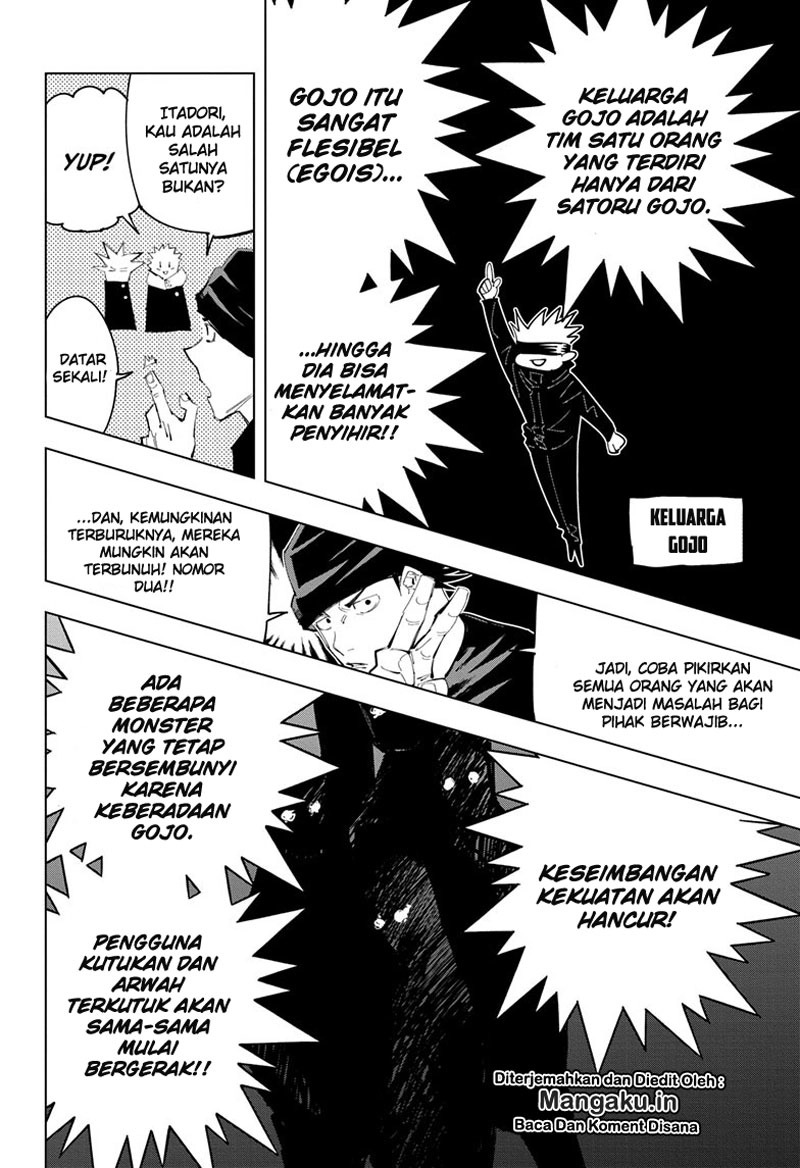 KELUARGA
GOJO ADALAH
TIM SATU ORANG
YANG TERDIRI
HANYA DARI
SATORU GOJO.
KELUARGA
GOJO
GOJO ITU
SANGAT
FLESIBEL
(EGOIS)...
...HINGGA
DIA BISA
MENYELAMAT-
KAN BANYAK
PENYIHIR!!
ITADORI,
KAU ADALAH
SALAH
SATUNYA
BUKAN?
YUP!
DATAR
SEKALI!
JADI, COBA PIKIRKAN
SEMUA ORANG YANG AKAN
MENJADI MASALAH BAGI
PIHAK BERWAJIB...
...DAN, KEMUNGKINAN
TERBURUKNYA, MEREKA
MUNGKIN AKAN
TERBUNUH! NOMOR
DUA!!
KESEIMBANGAN
KEKUATAN AKAN
HANCUR!
ADA
BEBERAPA
MONSTER
YANG TETAP
BERSEMBUNYI
KARENA
KEBERADAAN
GOJO.
PENGGUNA
KUTUKAN DAN
ARWAH
TERKUTUK AKAN
SAMA-SAMA
MULAI
BERGERAK!!
Diterjemahkan dan Diedit Oleh :
Mangaku.in
Baca Dan Koment Disana